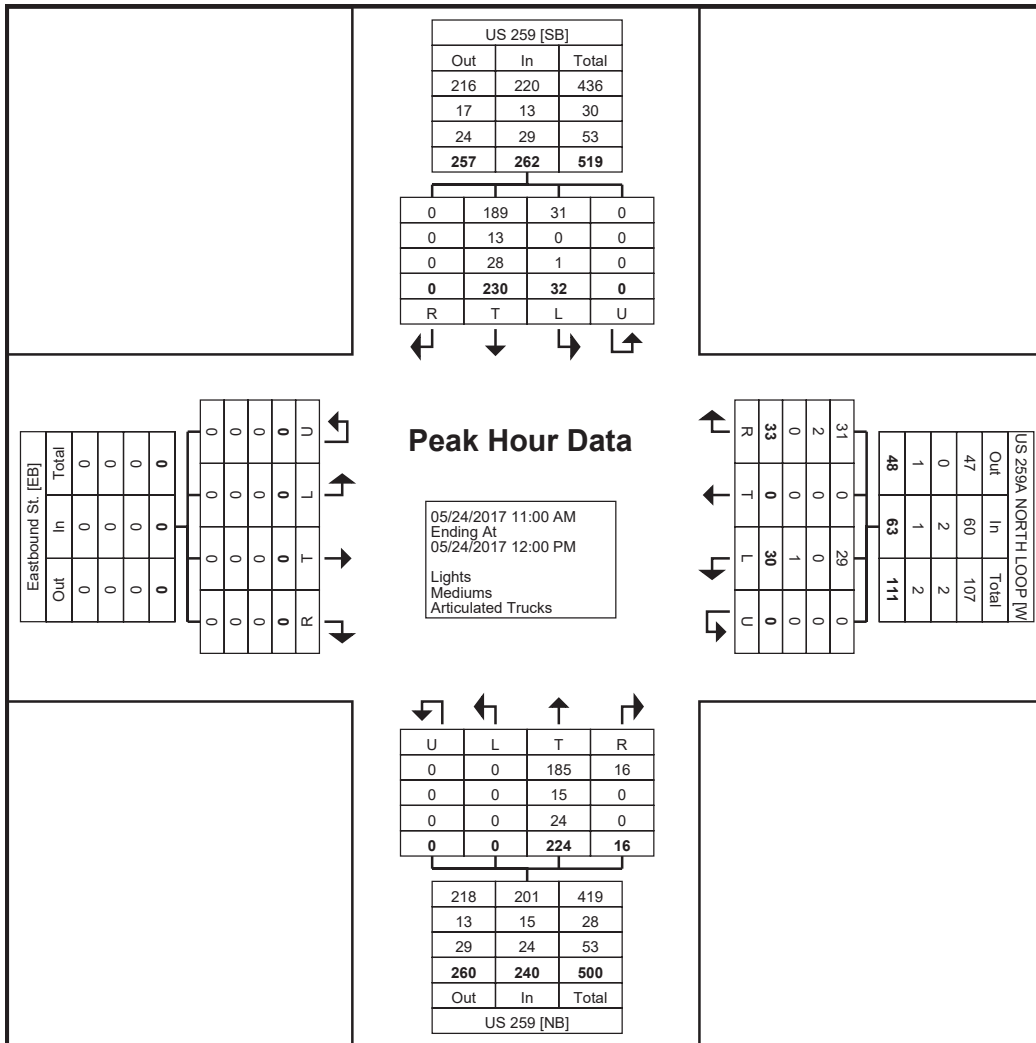 US 259 [SB]
Out In Total
216 220 436
17 13 30
24 29 53
257 262 519
0 189 31 0
0 13 0 0
0 28 1 0
0 230 32 0
R T L U
Eastbound St. [EB]
Out In Total
0 0 0
0 0 0
0 0 0
0 0 0
0 0 0 0
0 0 0 0
0 0 0 0
0 0 0 0
R T L U
Peak Hour Data
05/24/2017 11:00 AM
Ending At
05/24/2017 12:00 PM
Lights
Mediums
Articulated Trucks
US 259A NORTH LOOP [W
Out In Total
47 60 107
0 2 2
1 1 2
48 63 111
31 0 29 0
2 0 0 0
0 0 1 0
33 0 30 0
R T L U
U L T R
0 0 185 16
0 0 15 0
0 0 24 0
0 0 224 16
218 201 419
13 15 28
29 24 53
260 240 500
Out In Total
US 259 [NB]